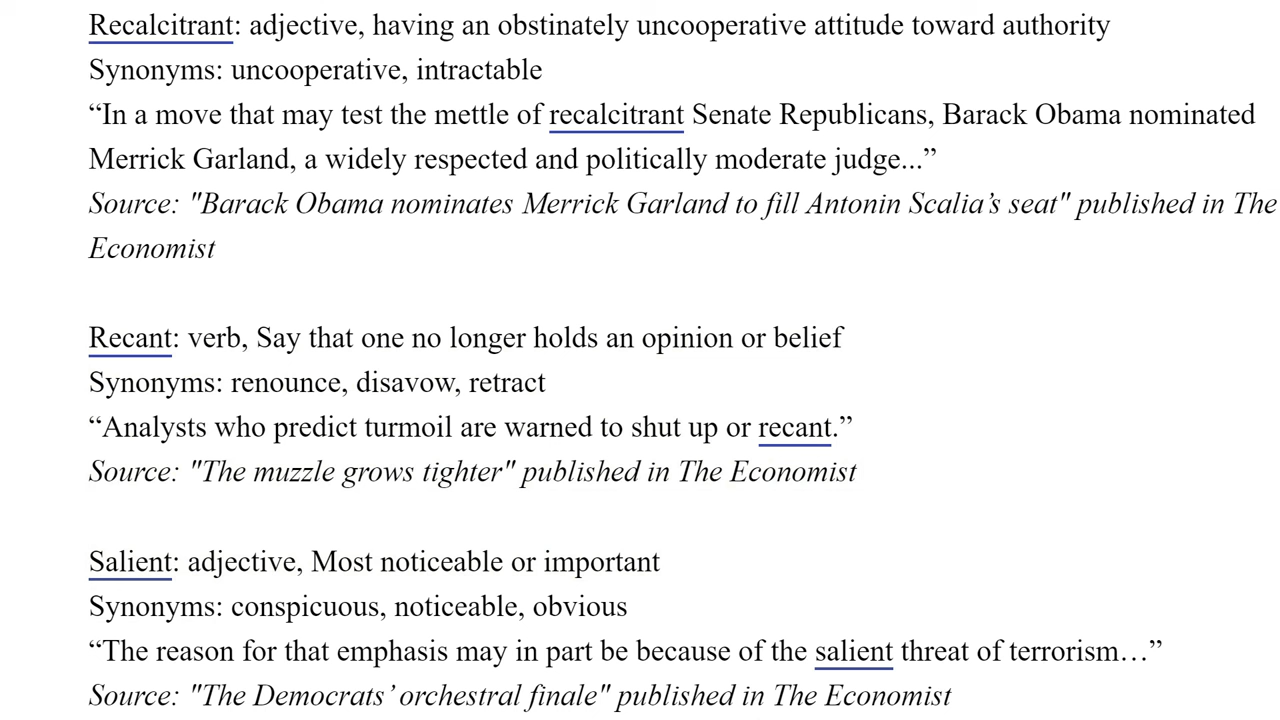 Recalcitrant: adjective, having an obstinately uncooperative attitude toward authority
Synonyms: uncooperative, intractable
“In a move that may test the mettle of recalcitrant Senate Republicans, Barack Obama nominated
Merrick Garland, a widely respected and politically moderate judge...”
Source: "Barack Obama nominates Merrick Garland to fill Antonin Scalia’s seat" published in The
Economist
Recant: verb, Say that one no longer holds an opinion or belief
Synonyms: renounce, disavow, retract
“Analysts who predict turmoil are warned to shut up or recant.”
Source: "The muzzle grows tighter" published in The Economist
Salient: adjective, Most noticeable or important
Synonyms: conspicuous, noticeable, obvious
“The reason for that emphasis may in part be because of the salient threat of terrorism…”
Source: "The Democrats’ orchestral finale" published in The Economist